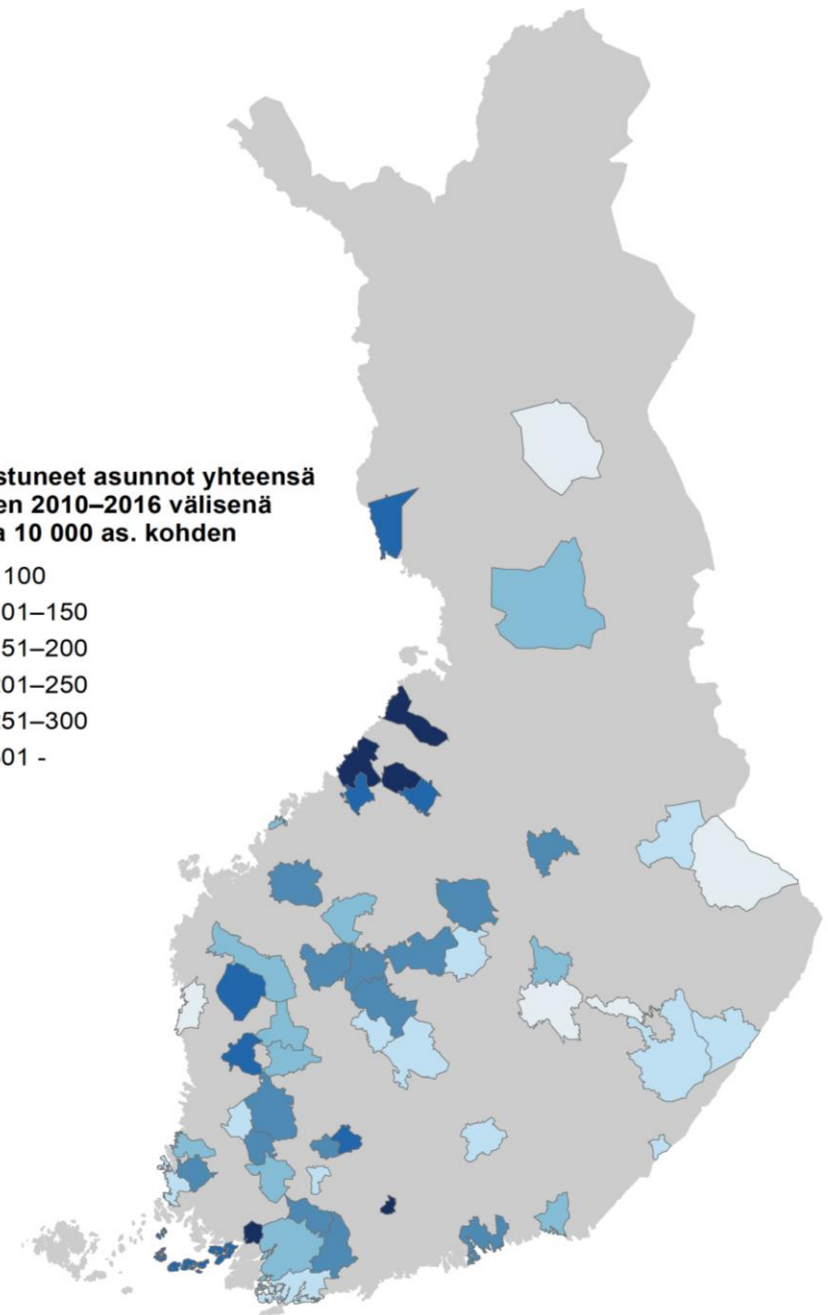 stuneet asunnot yhteensä
en 2010–2016 välisenä
a 10 000 as. kohden
100
01–150
51–200
01–250
51–300
01 -